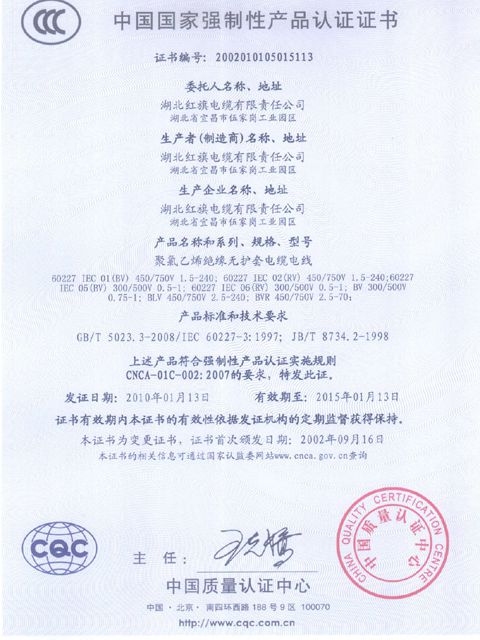 CCC
中国国家强制性产品认证证书
证书编号：2002010105015113
委托人名称、地址
湖北红旗电缆有限责任公司
湖北省宜昌市伍家岗工业园区
生产者(制造商)名称、地址
湖北红旗电缆有限责任公司
湖北省宜昌市伍家岗工业园区
生产企业名称、地址
湖北红旗电缆有限责任公司
湖北省宜昌市伍家岗工业园区
产品名称和系列、规格、型号
聚氯乙烯绝缘无护套电缆电线
60227 IEC 01(BV) 450/750V 1.5-240; 60227 IEC 02(RV) 450/750V 1.5-240;60227
IEC 05(BV) 300/500V 0.5-1; 60227 IEC 06(RV) 300/500V 0.5-1; BV 300/500V
0.75-1; BLV 450/750V 2.5-240; BVR 450/750V 2.5-70;
产品标准和技术要求
GB/T 5023.3-2008/IEC 60227-3:1997; JB/T 8734.2-1998
上述产品符合强制性产品认证实施规则
CNCA-01C-002:2007的要求，特发此证。
发证日期：2010年01月13日 有效期至：2015年01月13日
证书有效期内本证书的有效性依据发证机构的定期监督获得保持。
本证书为变更证书，证书首次颁发日期：2002年09月16日
本证书的相关信息可通过国家认监委网站www.cnca.gov.cn查询
CQC
主任：
中国质量认证中心
CHINA QUALITY CERTIFICATION CENTRE
中国质量认证中心
中国·北京·南四环西路188号9区 100070
http://www.cqc.com.cn